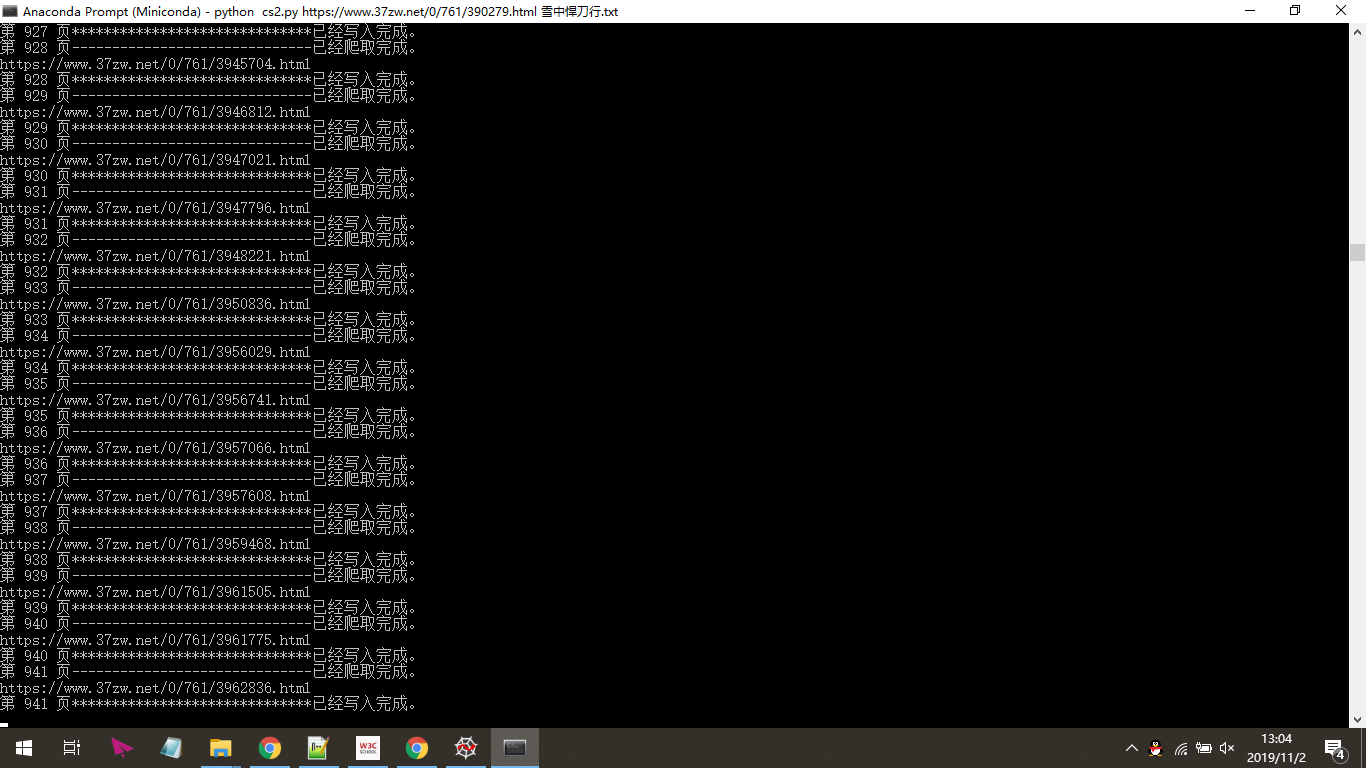 Anaconda Prompt (Miniconda) - python  cs2.py https://www.37zw.net/0/761/390279.html 雪中悍刀行.txt
第 927 页******************************已经写入完成。
第 928 页------------------------------已经爬取完成。
https://www.37zw.net/0/761/3945704.html
第 928 页******************************已经写入完成。
第 929 页------------------------------已经爬取完成。
https://www.37zw.net/0/761/3946812.html
第 929 页******************************已经写入完成。
第 930 页------------------------------已经爬取完成。
https://www.37zw.net/0/761/3947021.html
第 930 页******************************已经写入完成。
第 931 页------------------------------已经爬取完成。
https://www.37zw.net/0/761/3947796.html
第 931 页******************************已经写入完成。
第 932 页------------------------------已经爬取完成。
https://www.37zw.net/0/761/3948221.html
第 932 页******************************已经写入完成。
第 933 页------------------------------已经爬取完成。
https://www.37zw.net/0/761/3950836.html
第 933 页******************************已经写入完成。
第 934 页------------------------------已经爬取完成。
https://www.37zw.net/0/761/3956029.html
第 934 页******************************已经写入完成。
第 935 页------------------------------已经爬取完成。
https://www.37zw.net/0/761/3956741.html
第 935 页******************************已经写入完成。
第 936 页------------------------------已经爬取完成。
https://www.37zw.net/0/761/3957066.html
第 936 页******************************已经写入完成。
第 937 页------------------------------已经爬取完成。
https://www.37zw.net/0/761/3957608.html
第 937 页******************************已经写入完成。
第 938 页------------------------------已经爬取完成。
https://www.37zw.net/0/761/3959468.html
第 938 页******************************已经写入完成。
第 939 页------------------------------已经爬取完成。
https://www.37zw.net/0/761/3961505.html
第 939 页******************************已经写入完成。
第 940 页------------------------------已经爬取完成。
https://www.37zw.net/0/761/3961775.html
第 940 页******************************已经写入完成。
第 941 页------------------------------已经爬取完成。
https://www.37zw.net/0/761/3962836.html
第 941 页******************************已经写入完成。
W3C
SCHOOL
13:04
2019/11/2
4